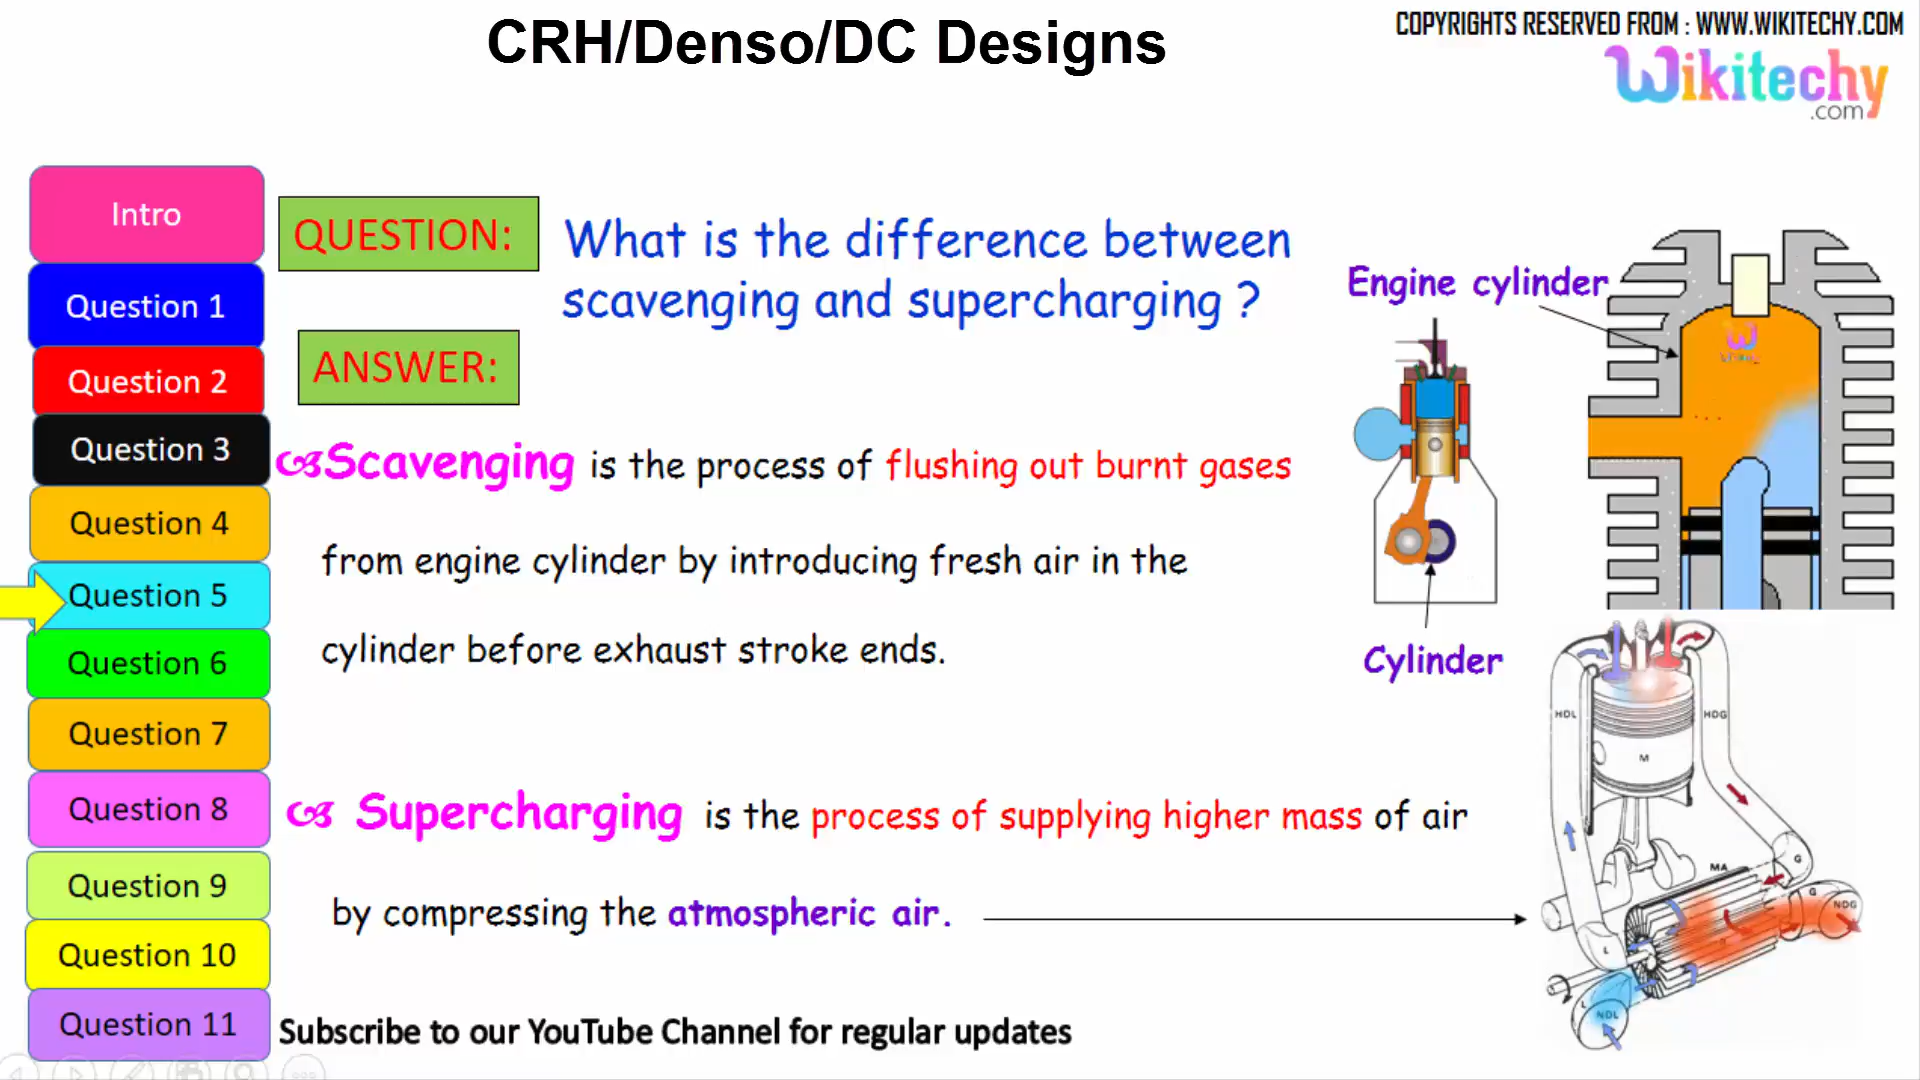 CRH/Denso/DC Designs
COPYRIGHTS RESERVED FROM : WWW.WIKITECHY.COM
Wikitechy
.com
Intro
Question 1
Question 2
Question 3
Question 4
Question 5
Question 6
Question 7
Question 8
Question 9
Question 10
Question 11
QUESTION:
What is the difference between
scavenging and supercharging ?
ANSWER:
Scavenging is the process of flushing out burnt gases
from engine cylinder by introducing fresh air in the
cylinder before exhaust stroke ends.
Supercharging is the process of supplying higher mass of air
by compressing the atmospheric air.
Subscribe to our YouTube Channel for regular updates
Engine cylinder
Cylinder
HDL
HDG
M
MA
G
G
NDG
L
L
NDL